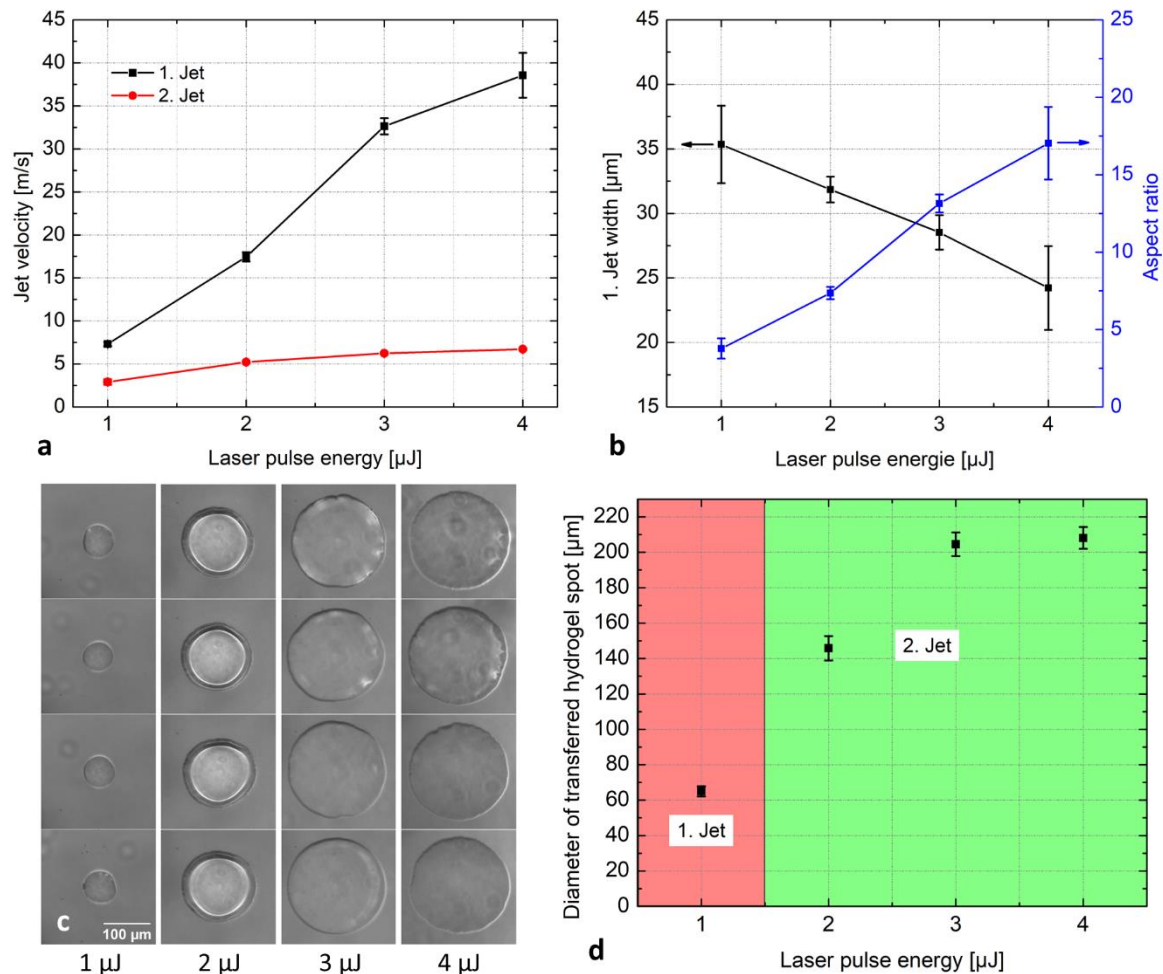 45
40
35
30
25
20
15
10
5
0
Jet velocity [m/s]
1. Jet
2. Jet
1 2 3 4
Laser pulse energy [µJ]
a
45
40
35
30
25
20
15
1. Jet width [µm]
25
20
15
10
5
0
Aspect ratio
1 2 3 4
Laser pulse energie [µJ]
b
c
100 µm
1 µJ 2 µJ 3 µJ 4 µJ
220
200
180
160
140
120
100
80
60
40
20
0
Diameter of transferred hydrogel spot [µm]
2. Jet
1. Jet
1 2 3 4
Laser pulse energy [µJ]
d